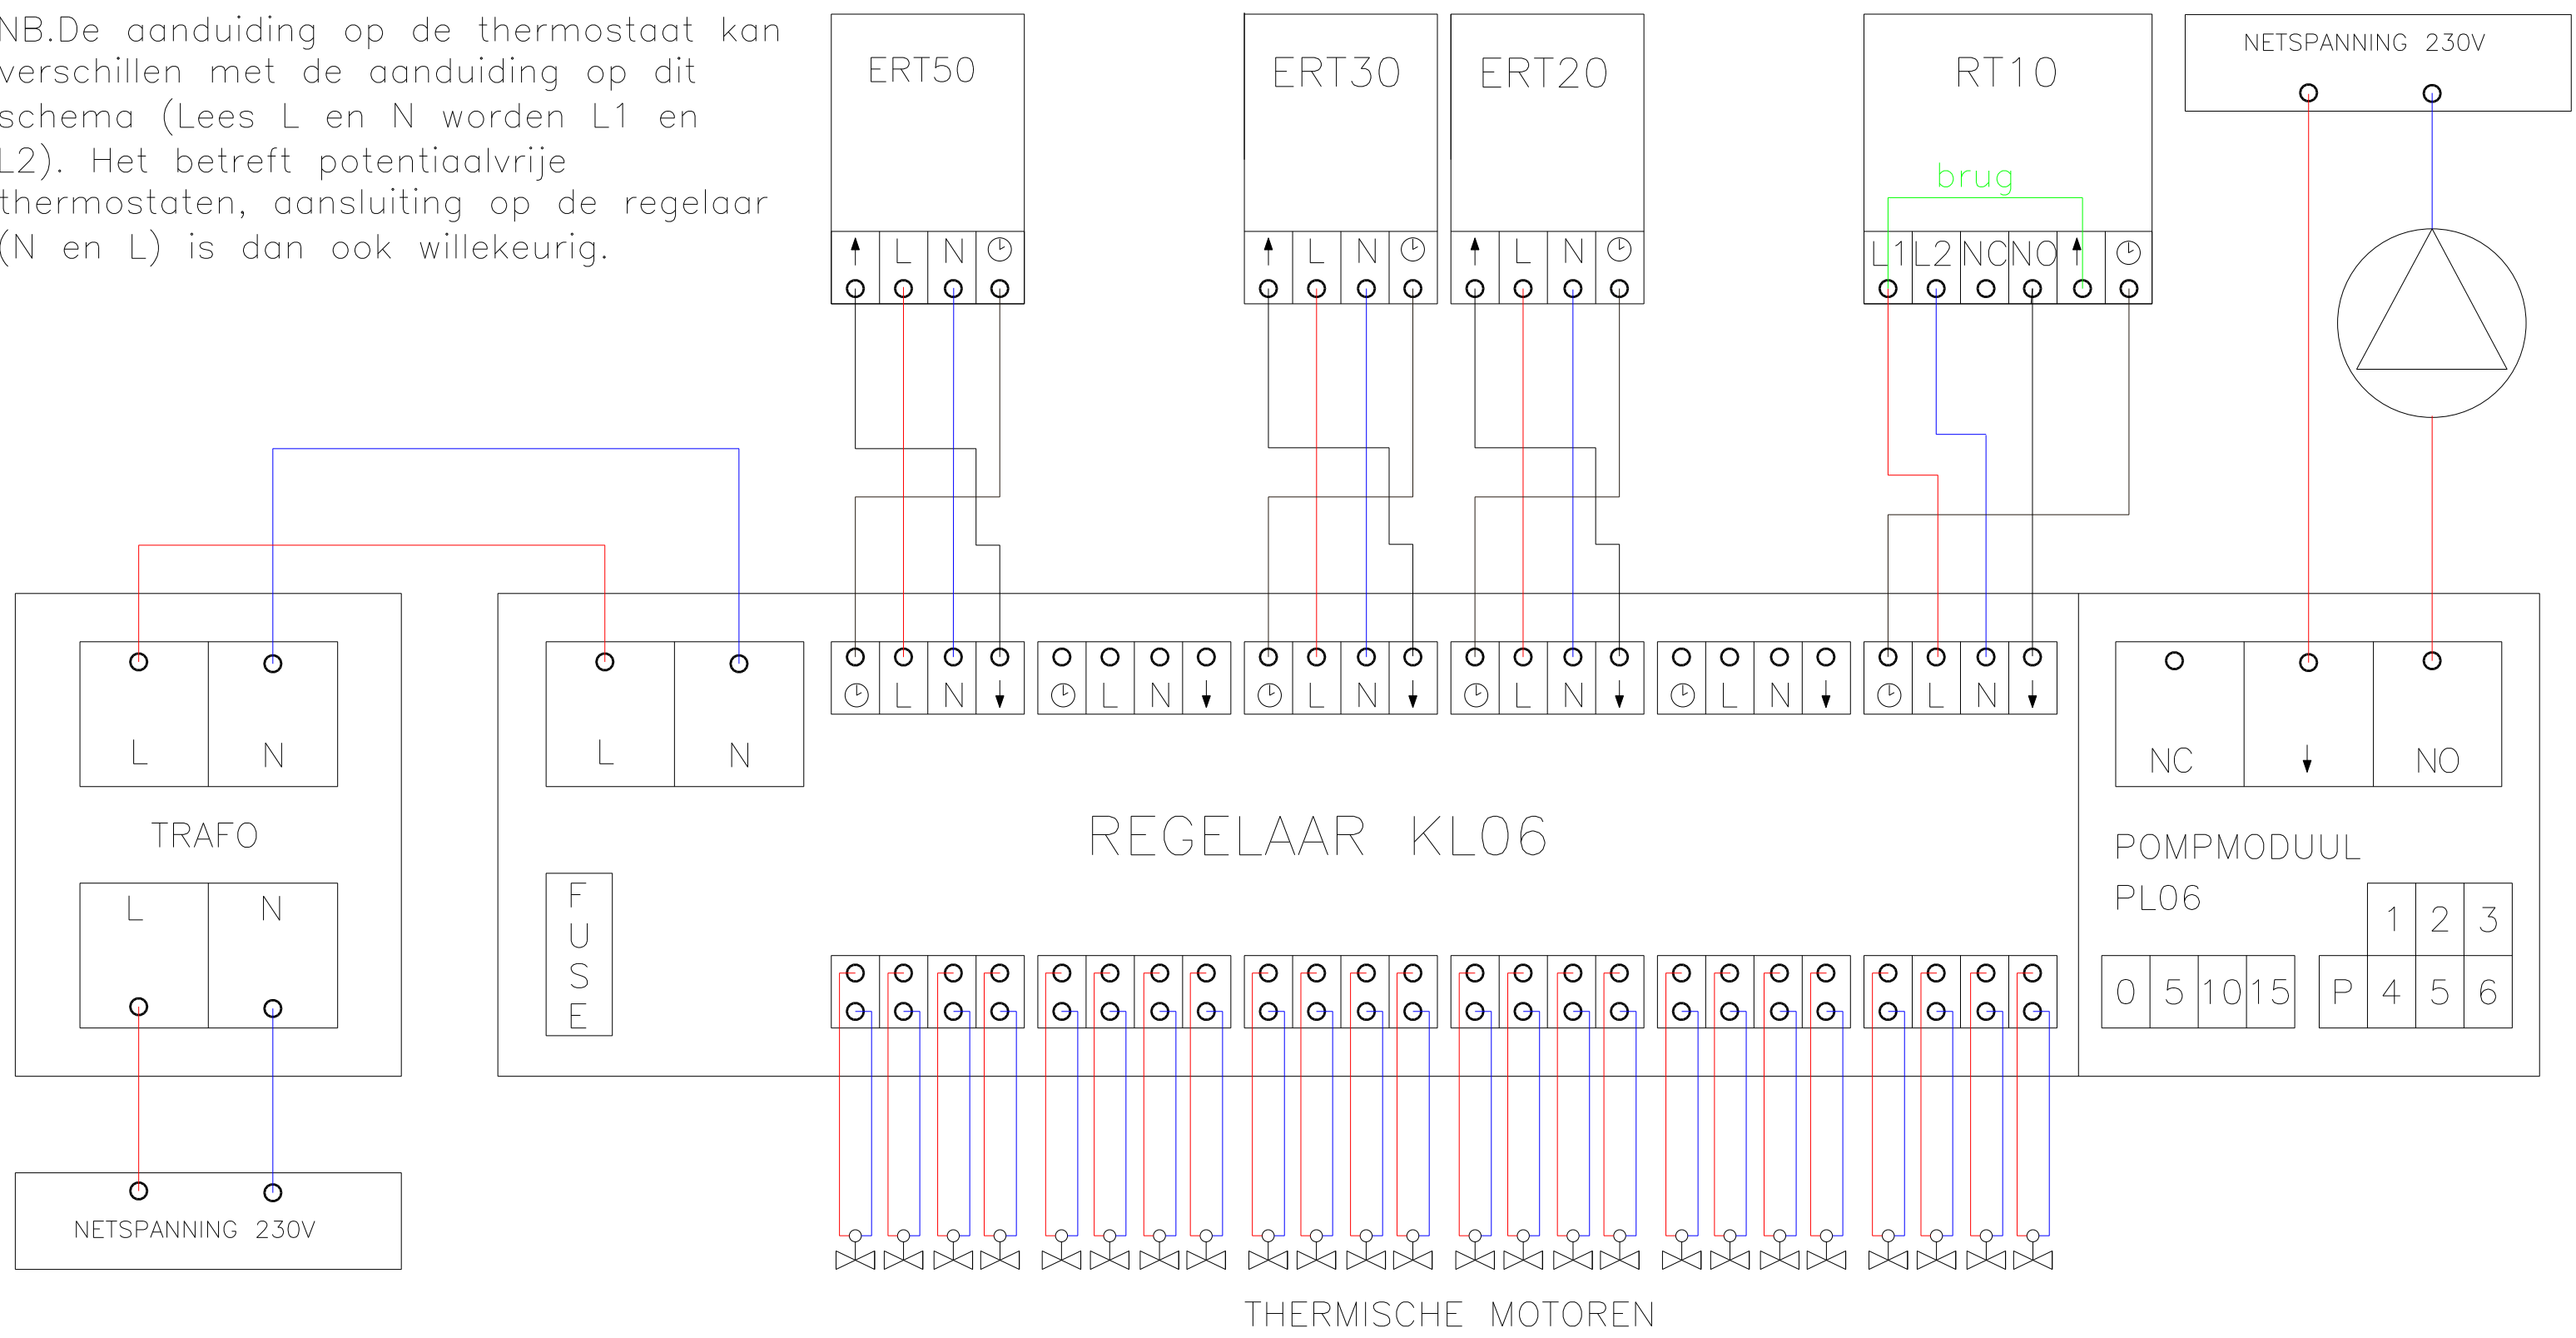 NB.De aanduiding op de thermostaat kan
verschillen met de aanduiding op dit
schema (Lees L en N worden L1 en
L2). Het betreft potentiaalvrije
thermostaten, aansluiting op de regelaar
(N en L) is dan ook willekeurig.
ERT50
L N
ERT30
L N
ERT20
L N
RT10
brug
L1 L2 NC NO
NETSPANNING 230V
L N
TRAFO
L N
NETSPANNING 230V
L N
FUSE
L N
L N
L N
L N
L N
L N
REGELAAR KL06
NC NO
POMPMODUUL
PL06
1 2 3
0 5 10 15 P 4 5 6
THERMISCHE MOTOREN